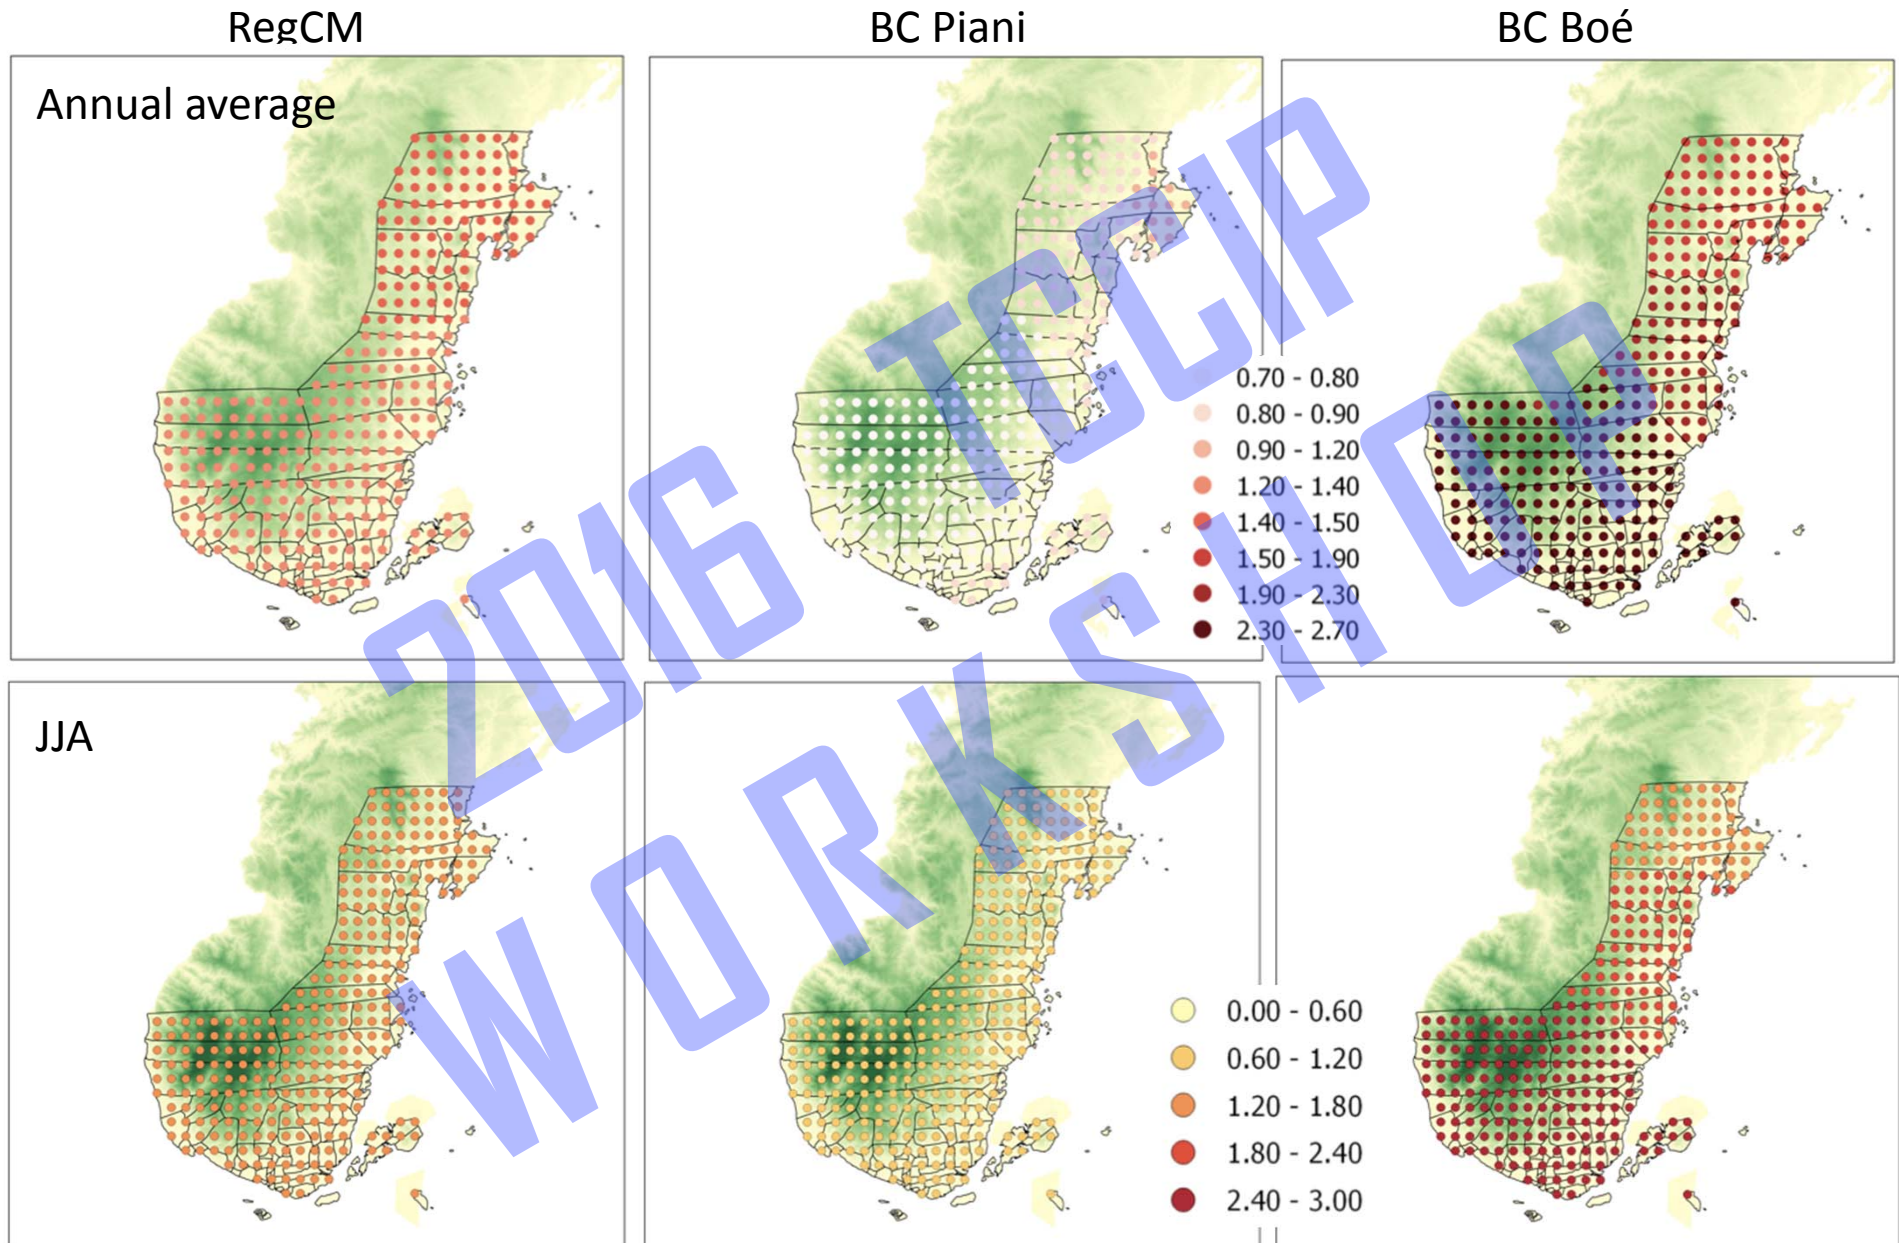 RegCM
BC Piani
BC Boé
Annual average
0.70 - 0.80
0.80 - 0.90
0.90 - 1.20
1.20 - 1.40
1.40 - 1.50
1.50 - 1.90
1.90 - 2.30
2.30 - 2.70
JJA
0.00 - 0.60
0.60 - 1.20
1.20 - 1.80
1.80 - 2.40
2.40 - 3.00
2016 TCCIP
WORKSHOP